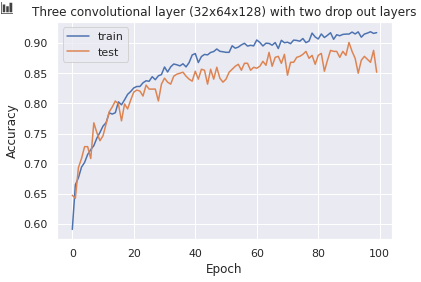 Three convolutional layer (32x64x128) with two drop out layers
train
test
Accuracy
0.90
0.85
0.80
0.75
0.70
0.65
0.60
0 20 40 60 80 100
Epoch